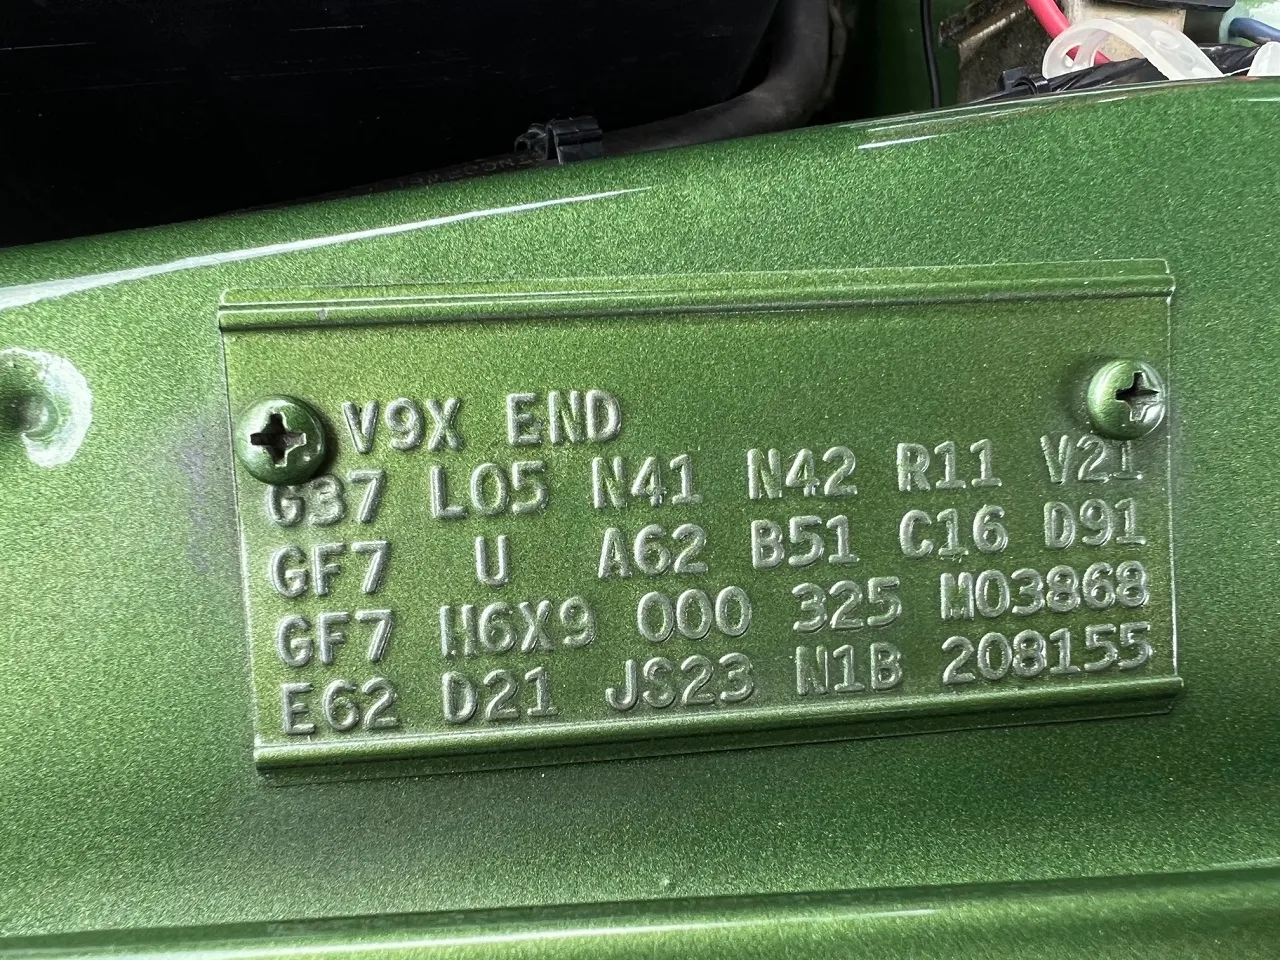 V9X END
G37 L05 N41 N42 R11 V21
GF7 U A62 B51 C16 D91
GF7 H6X9 000 325 M03868
E62 D21 JS23 N1B 208155